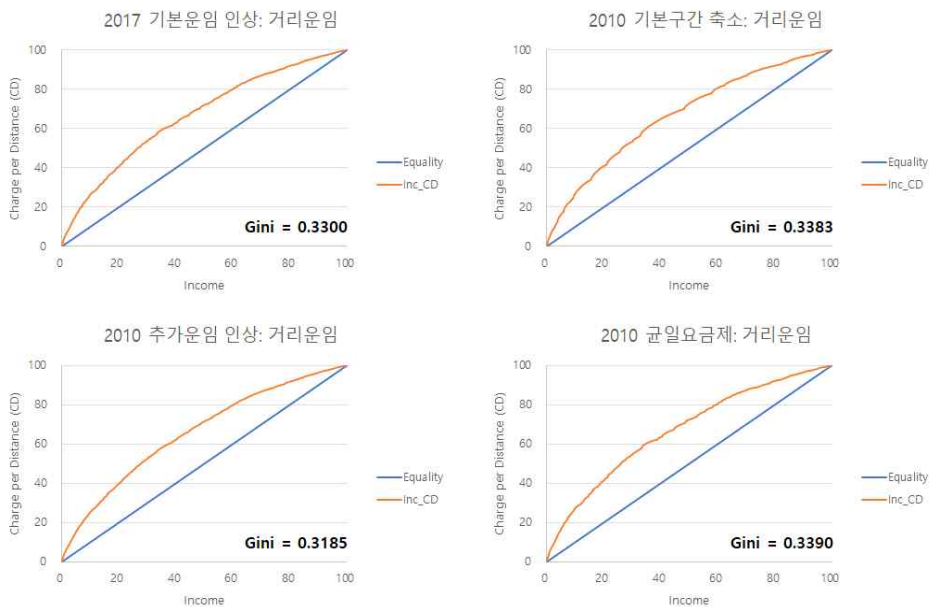 2017 기본운임 인상: 거리운임
Charge per Distance (CD)
100
80
60
40
20
0
0 20 40 60 80 100
Income
Equality
Inc_CD
Gini = 0.3300
2010 기본구간 축소: 거리운임
Charge per Distance (CD)
100
80
60
40
20
0
0 20 40 60 80 100
Income
Equality
Inc_CD
Gini = 0.3383
2010 추가운임 인상: 거리운임
Charge per Distance (CD)
100
80
60
40
20
0
0 20 40 60 80 100
Income
Equality
Inc_CD
Gini = 0.3185
2010 균일요금제: 거리운임
Charge per Distance (CD)
100
80
60
40
20
0
0 20 40 60 80 100
Income
Equality
Inc_CD
Gini = 0.3390